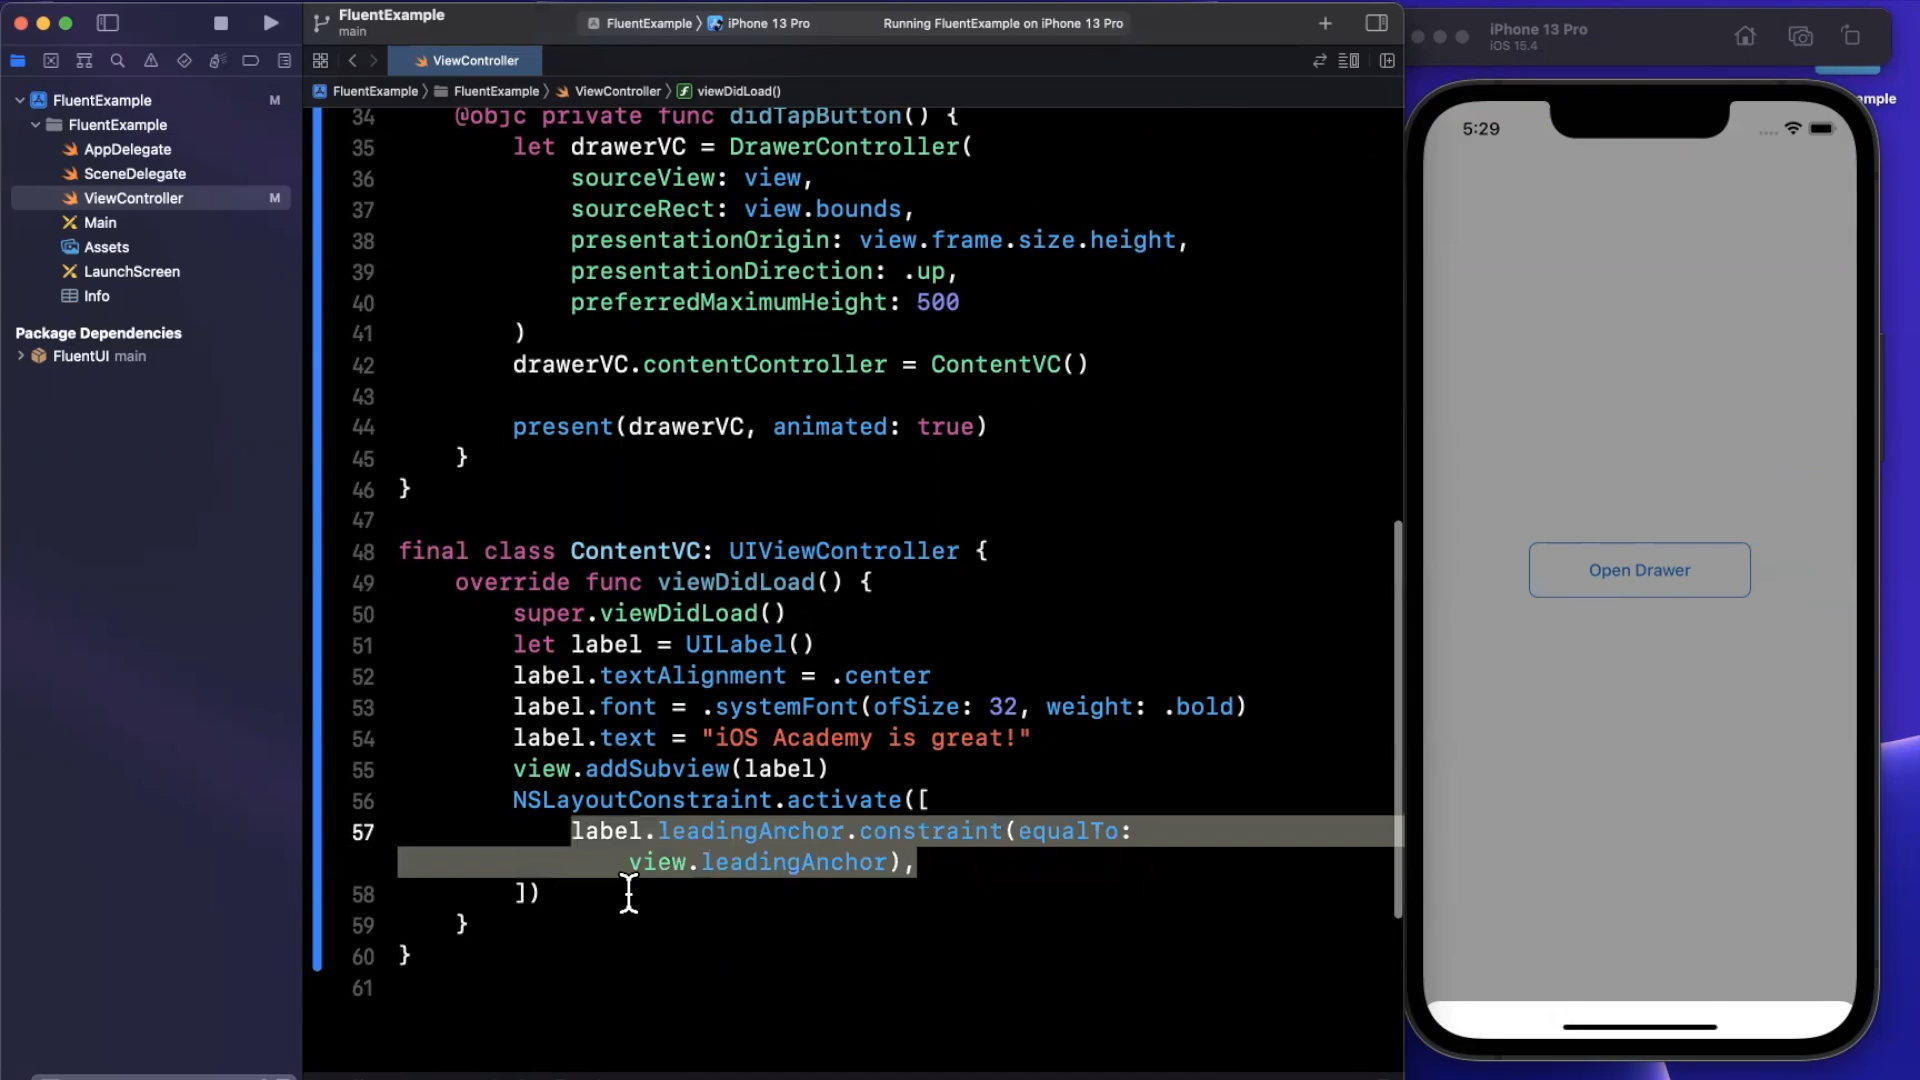 FluentExample
main
FluentExample
iPhone 13 Pro
Running FluentExample on iPhone 13 Pro
iPhone 13 Pro
iOS 15.4
ViewController
FluentExample
FluentExample
ViewController
viewDidLoad()
FluentExample M
FluentExample
AppDelegate
SceneDelegate
ViewController M
Main
Assets
LaunchScreen
Info
Package Dependencies
FluentUI main
34 @objc private func didTapButton() {
35 let drawerVC = DrawerController(
36 sourceView: view,
37 sourceRect: view.bounds,
38 presentationOrigin: view.frame.size.height,
39 presentationDirection: .up,
40 preferredMaximumHeight: 500
41 )
42 drawerVC.contentController = ContentVC()
43
44 present(drawerVC, animated: true)
45 }
46 }
47
48 final class ContentVC: UIViewController {
49 override func viewDidLoad() {
50 super.viewDidLoad()
51 let label = UILabel()
52 label.textAlignment = .center
53 label.font = .systemFont(ofSize: 32, weight: .bold)
54 label.text = "iOS Academy is great!"
55 view.addSubview(label)
56 NSLayoutConstraint.activate([
57 label.leadingAnchor.constraint(equalTo:
view.leadingAnchor),
58 ])
59 }
60 }
61
mple
5:29
Open Drawer